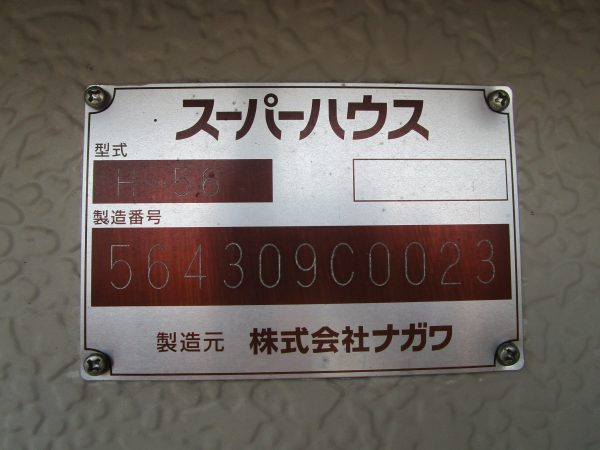 スーパーハウス
型式
H-56
製造番号
564309C0023
製造元 株式会社ナガワ